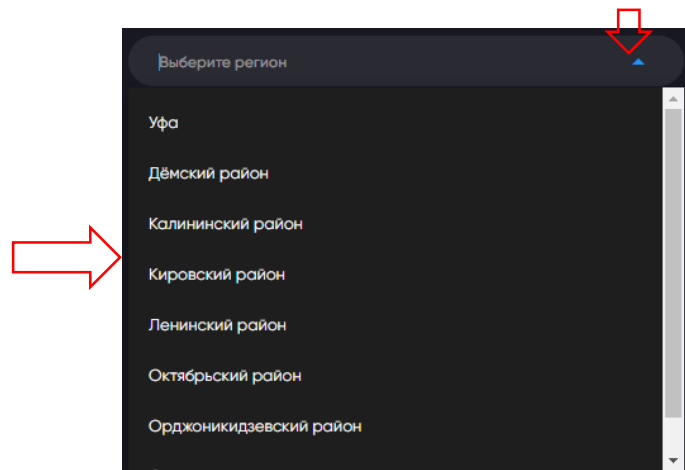 Выберите регион
Уфа
Дёмский район
Калининский район
Кировский район
Ленинский район
Октябрьский район
Орджоникидзевский район